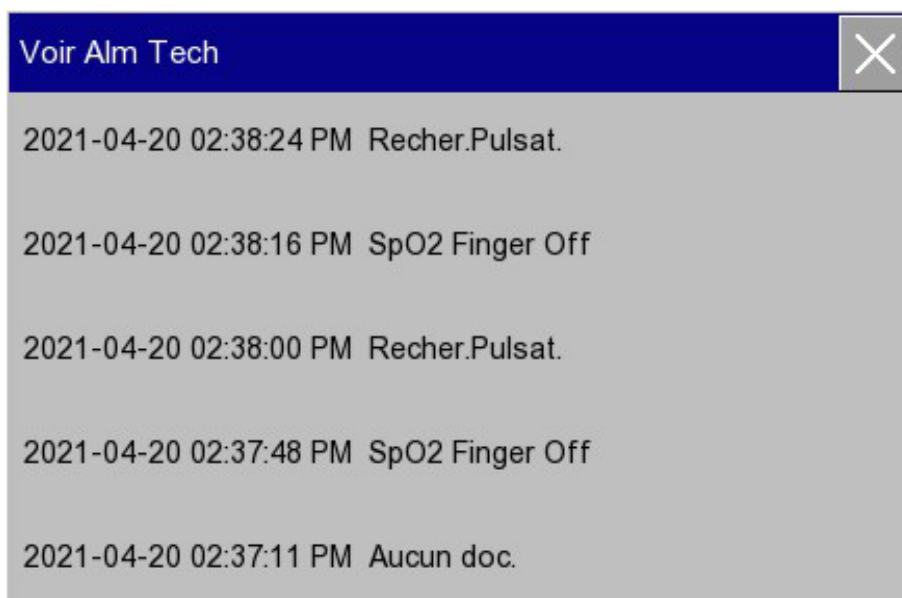 Voir Alm Tech
2021-04-20 02:38:24 PM Recher.Pulsat.
2021-04-20 02:38:16 PM SpO2 Finger Off
2021-04-20 02:38:00 PM Recher.Pulsat.
2021-04-20 02:37:48 PM SpO2 Finger Off
2021-04-20 02:37:11 PM Aucun doc.